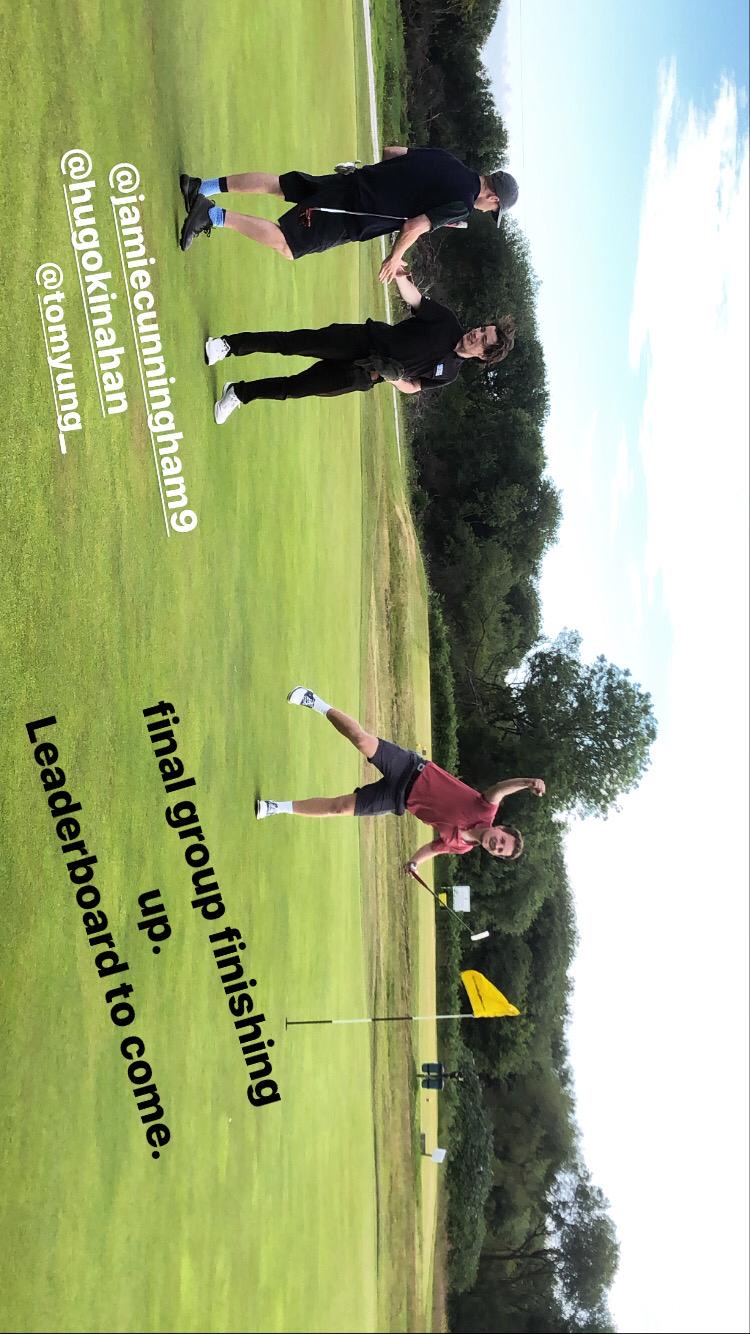 @jamiecunningham9
@hugokinahan
@tomyung_
final group finishing
up.
Leaderboard to come.